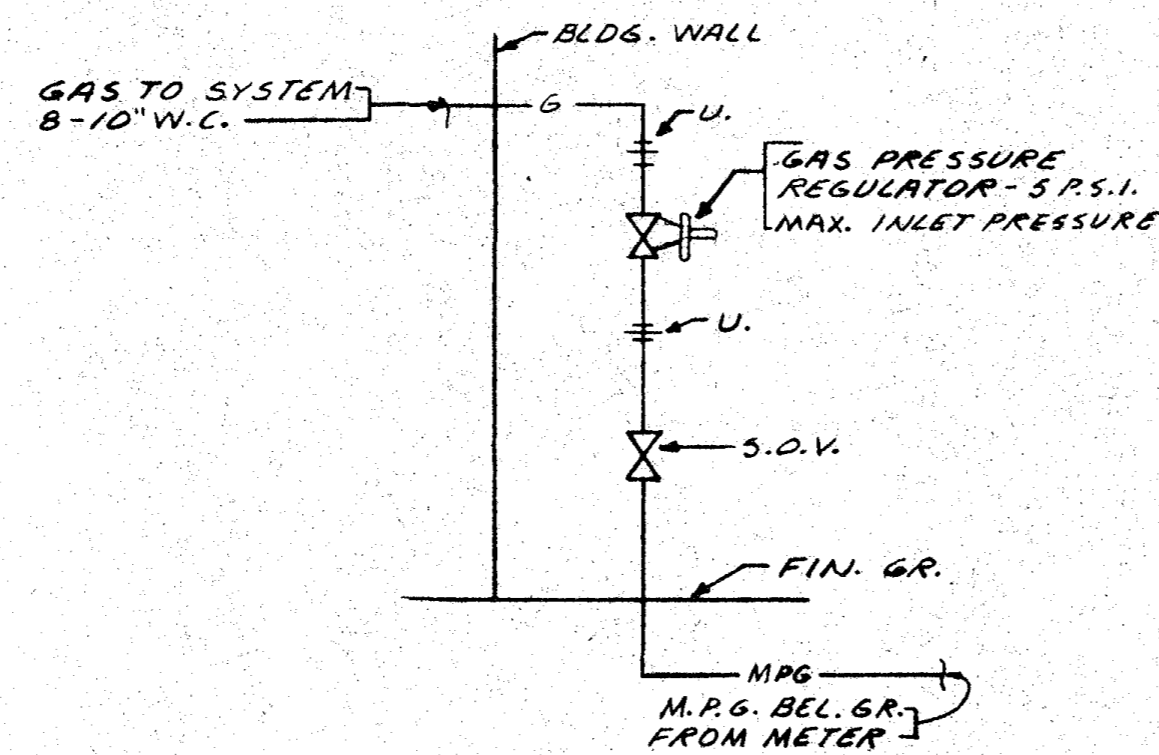 BLDG. WALL
GAS TO SYSTEM
8-10" W.C.
G
U.
GAS PRESSURE
REGULATOR - 5 P.S.I.
MAX. INLET PRESSURE
U.
S.O.V.
FIN. GR.
MPG
M.P.G. BEL. GR.
FROM METER